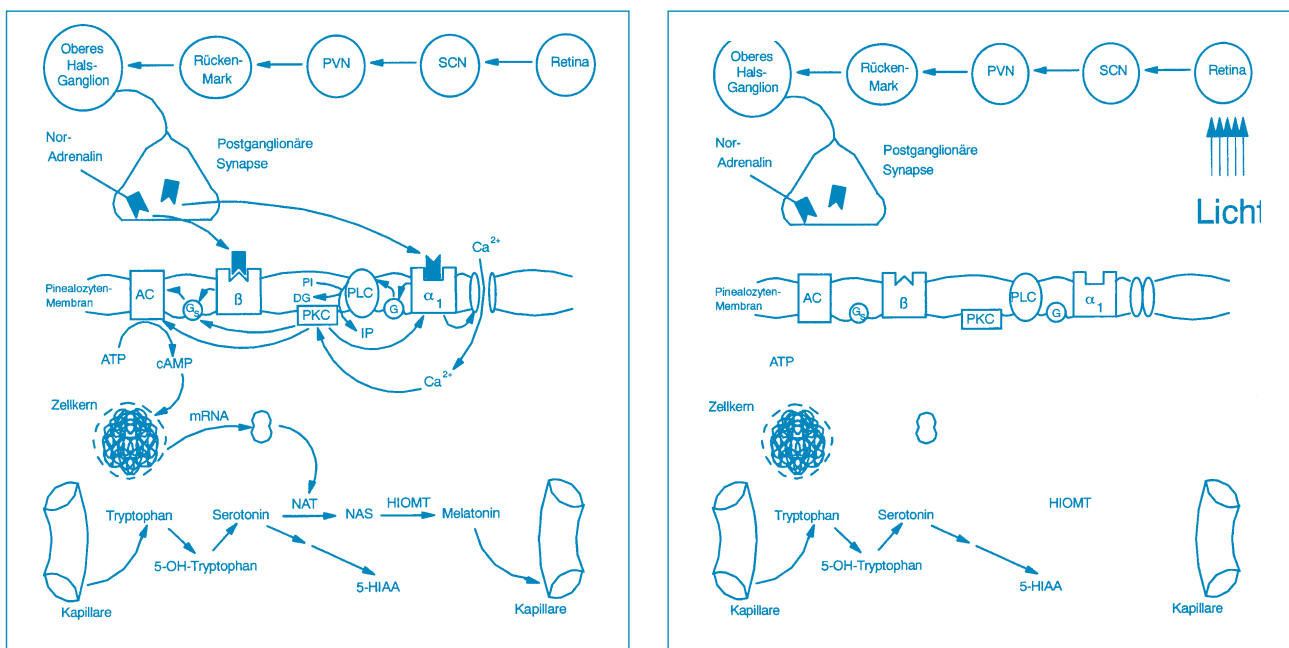 Oberes
Hals-
Ganglion
Rücken-
Mark
PVN
SCN
Retina
Nor-
Adrenalin
Postganglionäre
Synapse
Ca2+
Pinealozyten-
Membran
AC
Gs
ß
PI
DG
PLC
PKC
IP
G
α1
ATP
cAMP
Ca2+
Zellkern
mRNA
NAT
NAS
HIOMT
Melatonin
Tryptophan
Serotonin
5-OH-Tryptophan
5-HIAA
Kapillare
Kapillare
Oberes
Hals-
Ganglion
Rücken-
Mark
PVN
SCN
Retina
Nor-
Adrenalin
Postganglionäre
Synapse
Licht
Pinealozyten-
Membran
AC
Gs
ß
PKC
PLC
G
α1
ATP
Zellkern
HIOMT
Tryptophan
Serotonin
5-OH-Tryptophan
5-HIAA
Kapillare
Kapillare